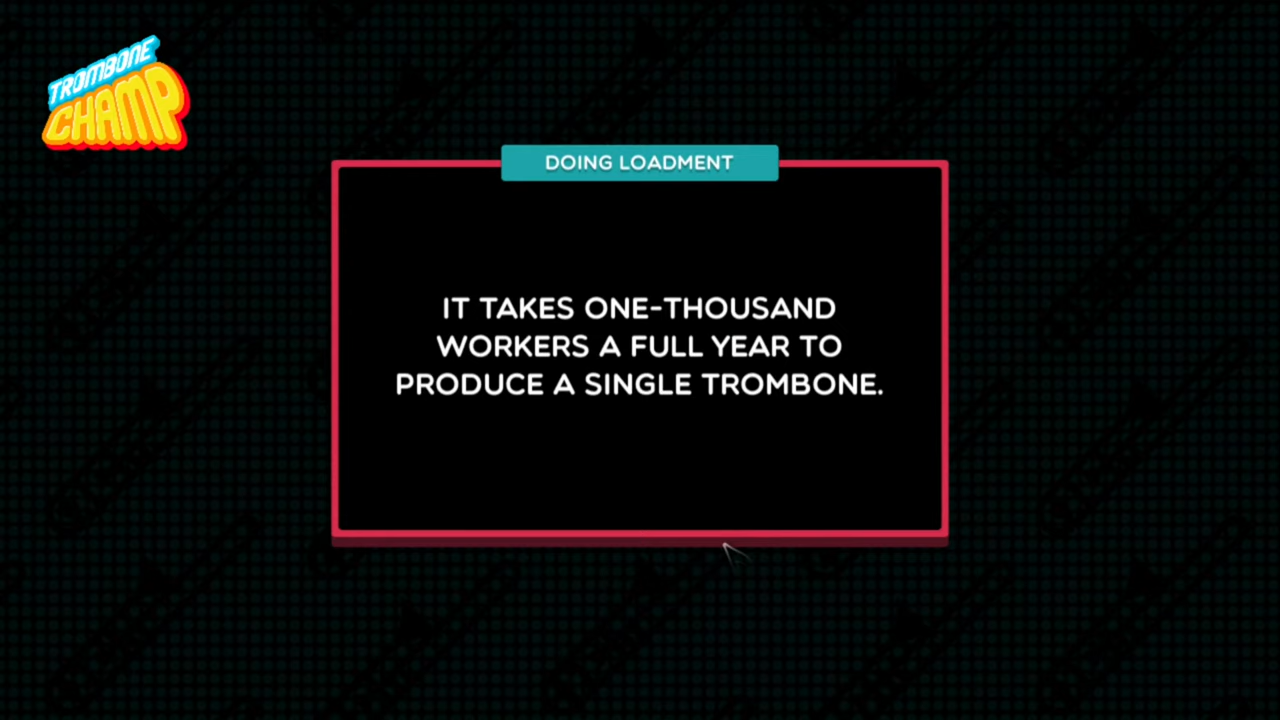 TROMBONE
CHAMP
DOING LOADMENT
IT TAKES ONE-THOUSAND
WORKERS A FULL YEAR TO
PRODUCE A SINGLE TROMBONE.